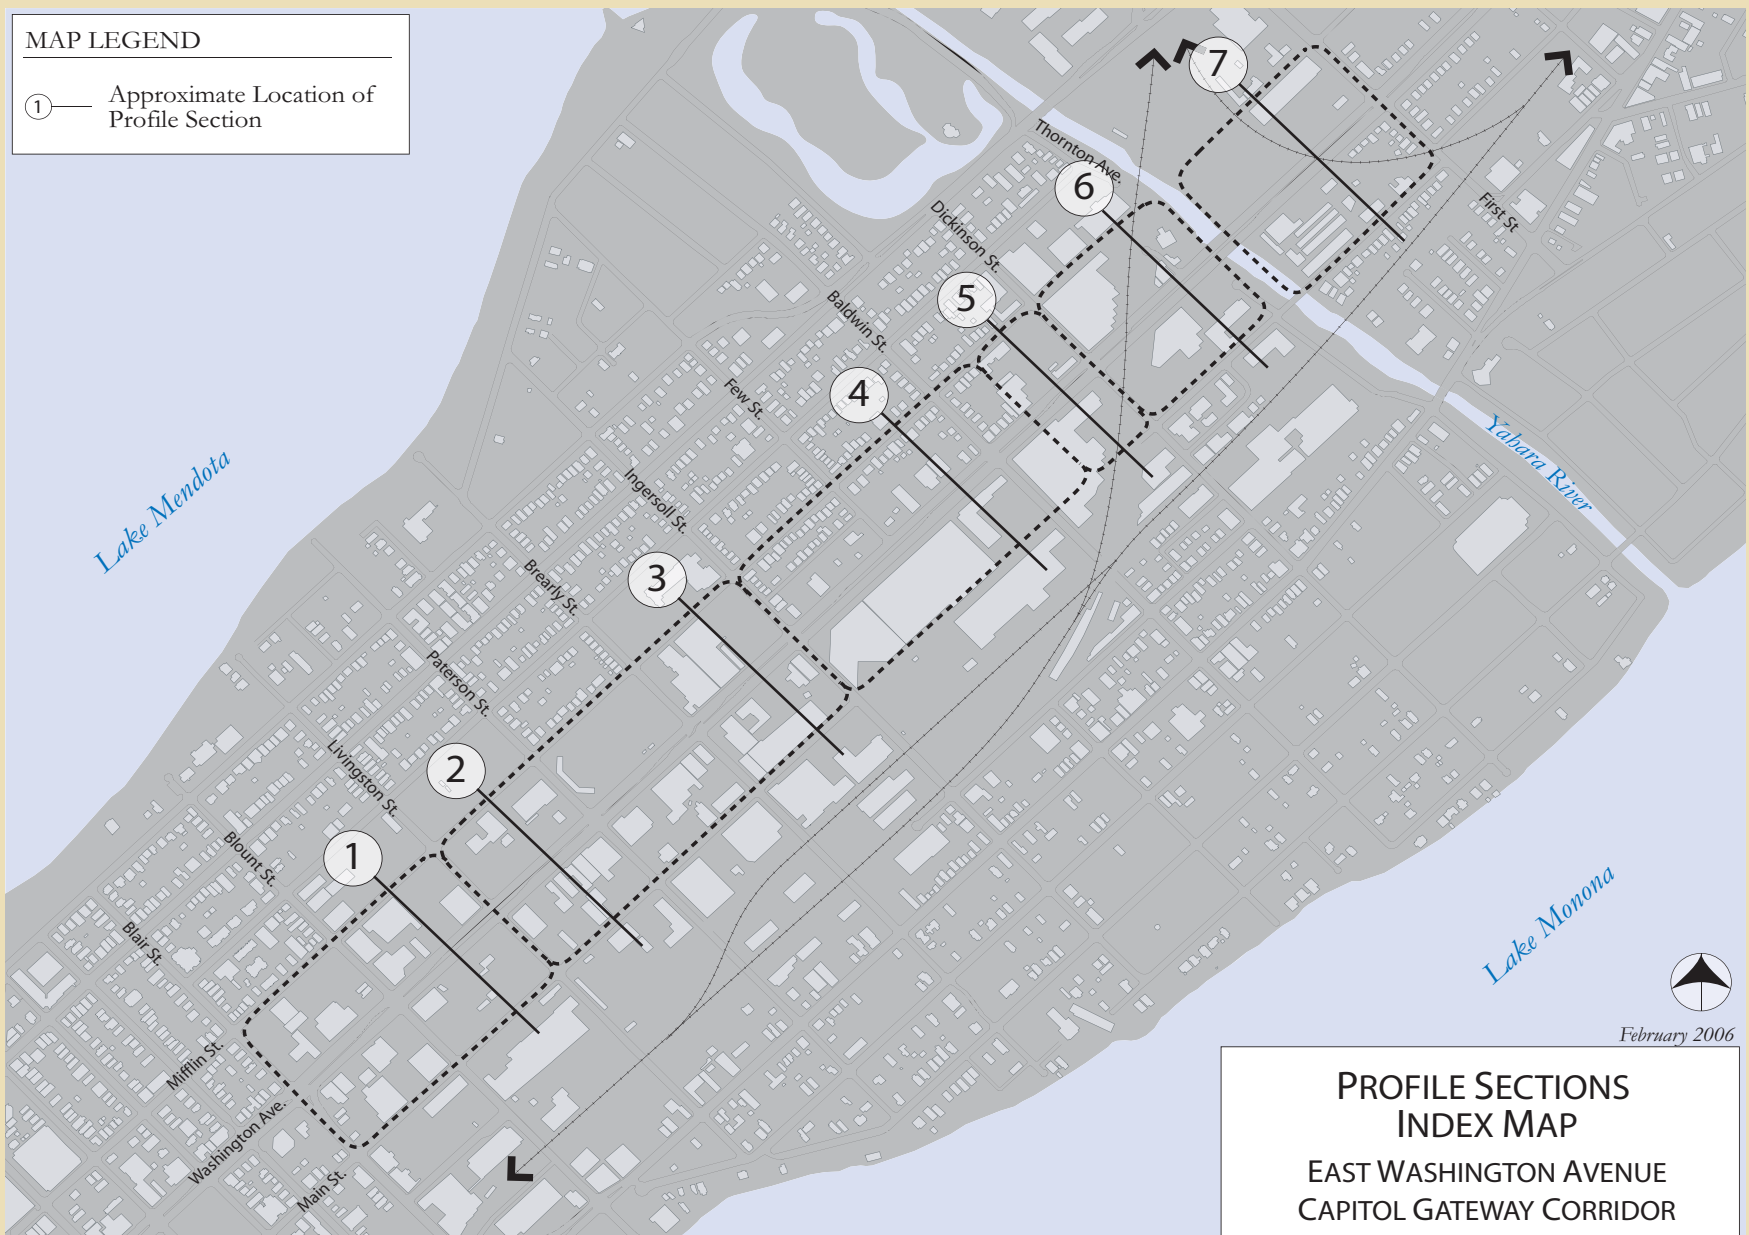 MAP LEGEND
1
Approximate Location of
Profile Section
7
Thornton Ave.
6
Dickinson St.
First St
5
Baldwin St.
4
Few St.
Yahara River
Lake Mendota
Ingersoll St.
3
Brearly St.
Paterson St.
2
Livingston St.
1
Blount St.
Blair St.
Lake Monona
Mifflin St.
Washington Ave.
Main St.
February 2006
PROFILE SECTIONS
INDEX MAP
EAST WASHINGTON AVENUE
CAPITOL GATEWAY CORRIDOR